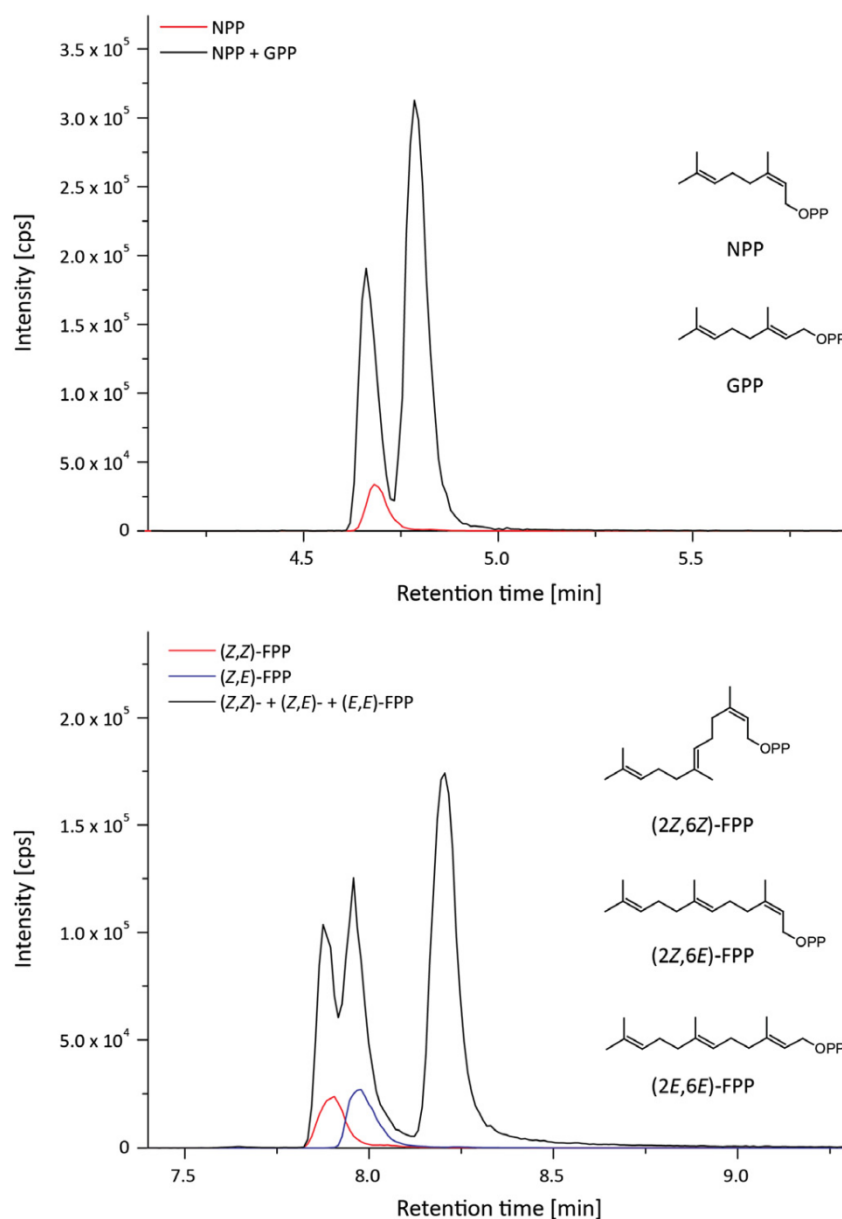 NPP
NPP + GPP
3.5 x 10⁵
3.0 x 10⁵
2.5 x 10⁵
2.0 x 10⁵
1.5 x 10⁵
1.0 x 10⁵
5.0 x 10⁴
0
Intensity [cps]
4.5
5.0
5.5
Retention time [min]
OPP
NPP
OPP
GPP
(Z,Z)-FPP
(Z,E)-FPP
(Z,Z)- + (Z,E)- + (E,E)-FPP
2.0 x 10⁵
1.5 x 10⁵
1.0 x 10⁵
5.0 x 10⁴
0
Intensity [cps]
7.5
8.0
8.5
9.0
Retention time [min]
OPP
(2Z,6Z)-FPP
OPP
(2Z,6E)-FPP
OPP
(2E,6E)-FPP